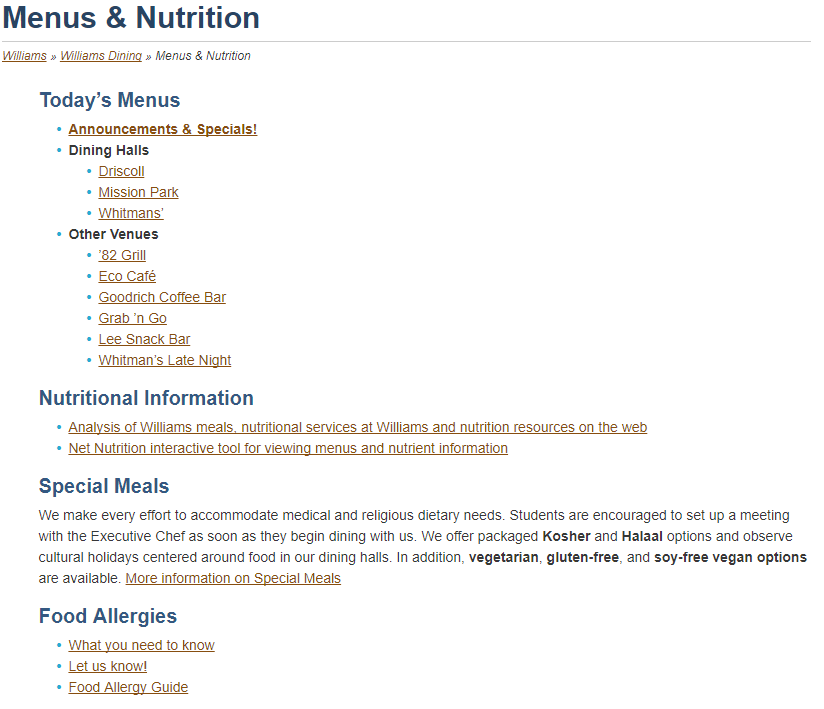 Menus & Nutrition
Williams » Williams Dining » Menus & Nutrition
Today’s Menus
Announcements & Specials!
Dining Halls
Driscoll
Mission Park
Whitmans’
Other Venues
’82 Grill
Eco Café
Goodrich Coffee Bar
Grab ’n Go
Lee Snack Bar
Whitman’s Late Night
Nutritional Information
Analysis of Williams meals, nutritional services at Williams and nutrition resources on the web
Net Nutrition interactive tool for viewing menus and nutrient information
Special Meals
We make every effort to accommodate medical and religious dietary needs. Students are encouraged to set up a meeting
with the Executive Chef as soon as they begin dining with us. We offer packaged Kosher and Halaal options and observe
cultural holidays centered around food in our dining halls. In addition, vegetarian, gluten-free, and soy-free vegan options
are available. More information on Special Meals
Food Allergies
What you need to know
Let us know!
Food Allergy Guide